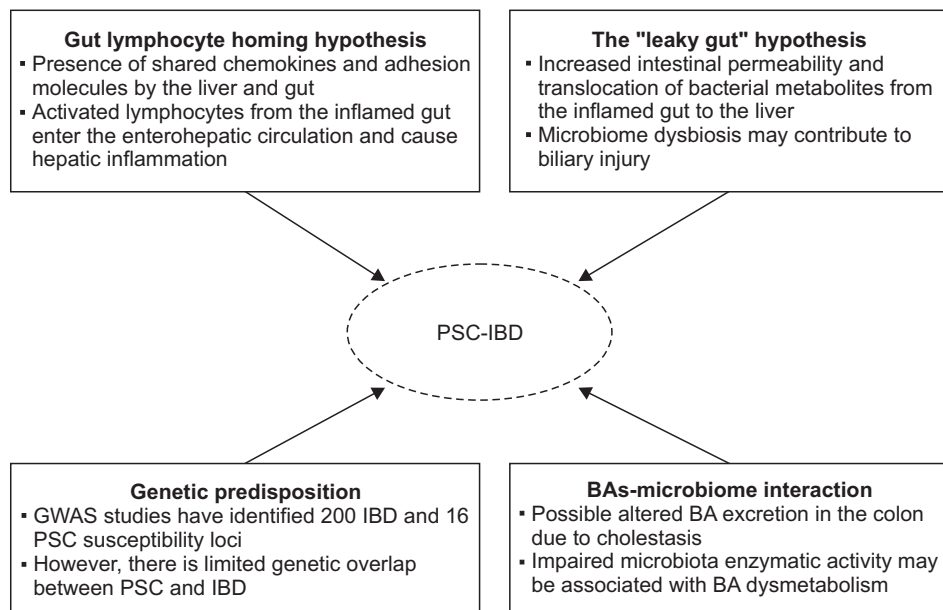 Gut lymphocyte homing hypothesis
▪ Presence of shared chemokines and adhesion
molecules by the liver and gut
▪ Activated lymphocytes from the inflamed gut
enter the enterohepatic circulation and cause
hepatic inflammation
The "leaky gut" hypothesis
▪ Increased intestinal permeability and
translocation of bacterial metabolites from
the inflamed gut to the liver
▪ Microbiome dysbiosis may contribute to
biliary injury
PSC-IBD
Genetic predisposition
▪ GWAS studies have identified 200 IBD and 16
PSC susceptibility loci
▪ However, there is limited genetic overlap
between PSC and IBD
BAs-microbiome interaction
▪ Possible altered BA excretion in the colon
due to cholestasis
▪ Impaired microbiota enzymatic activity may
be associated with BA dysmetabolism